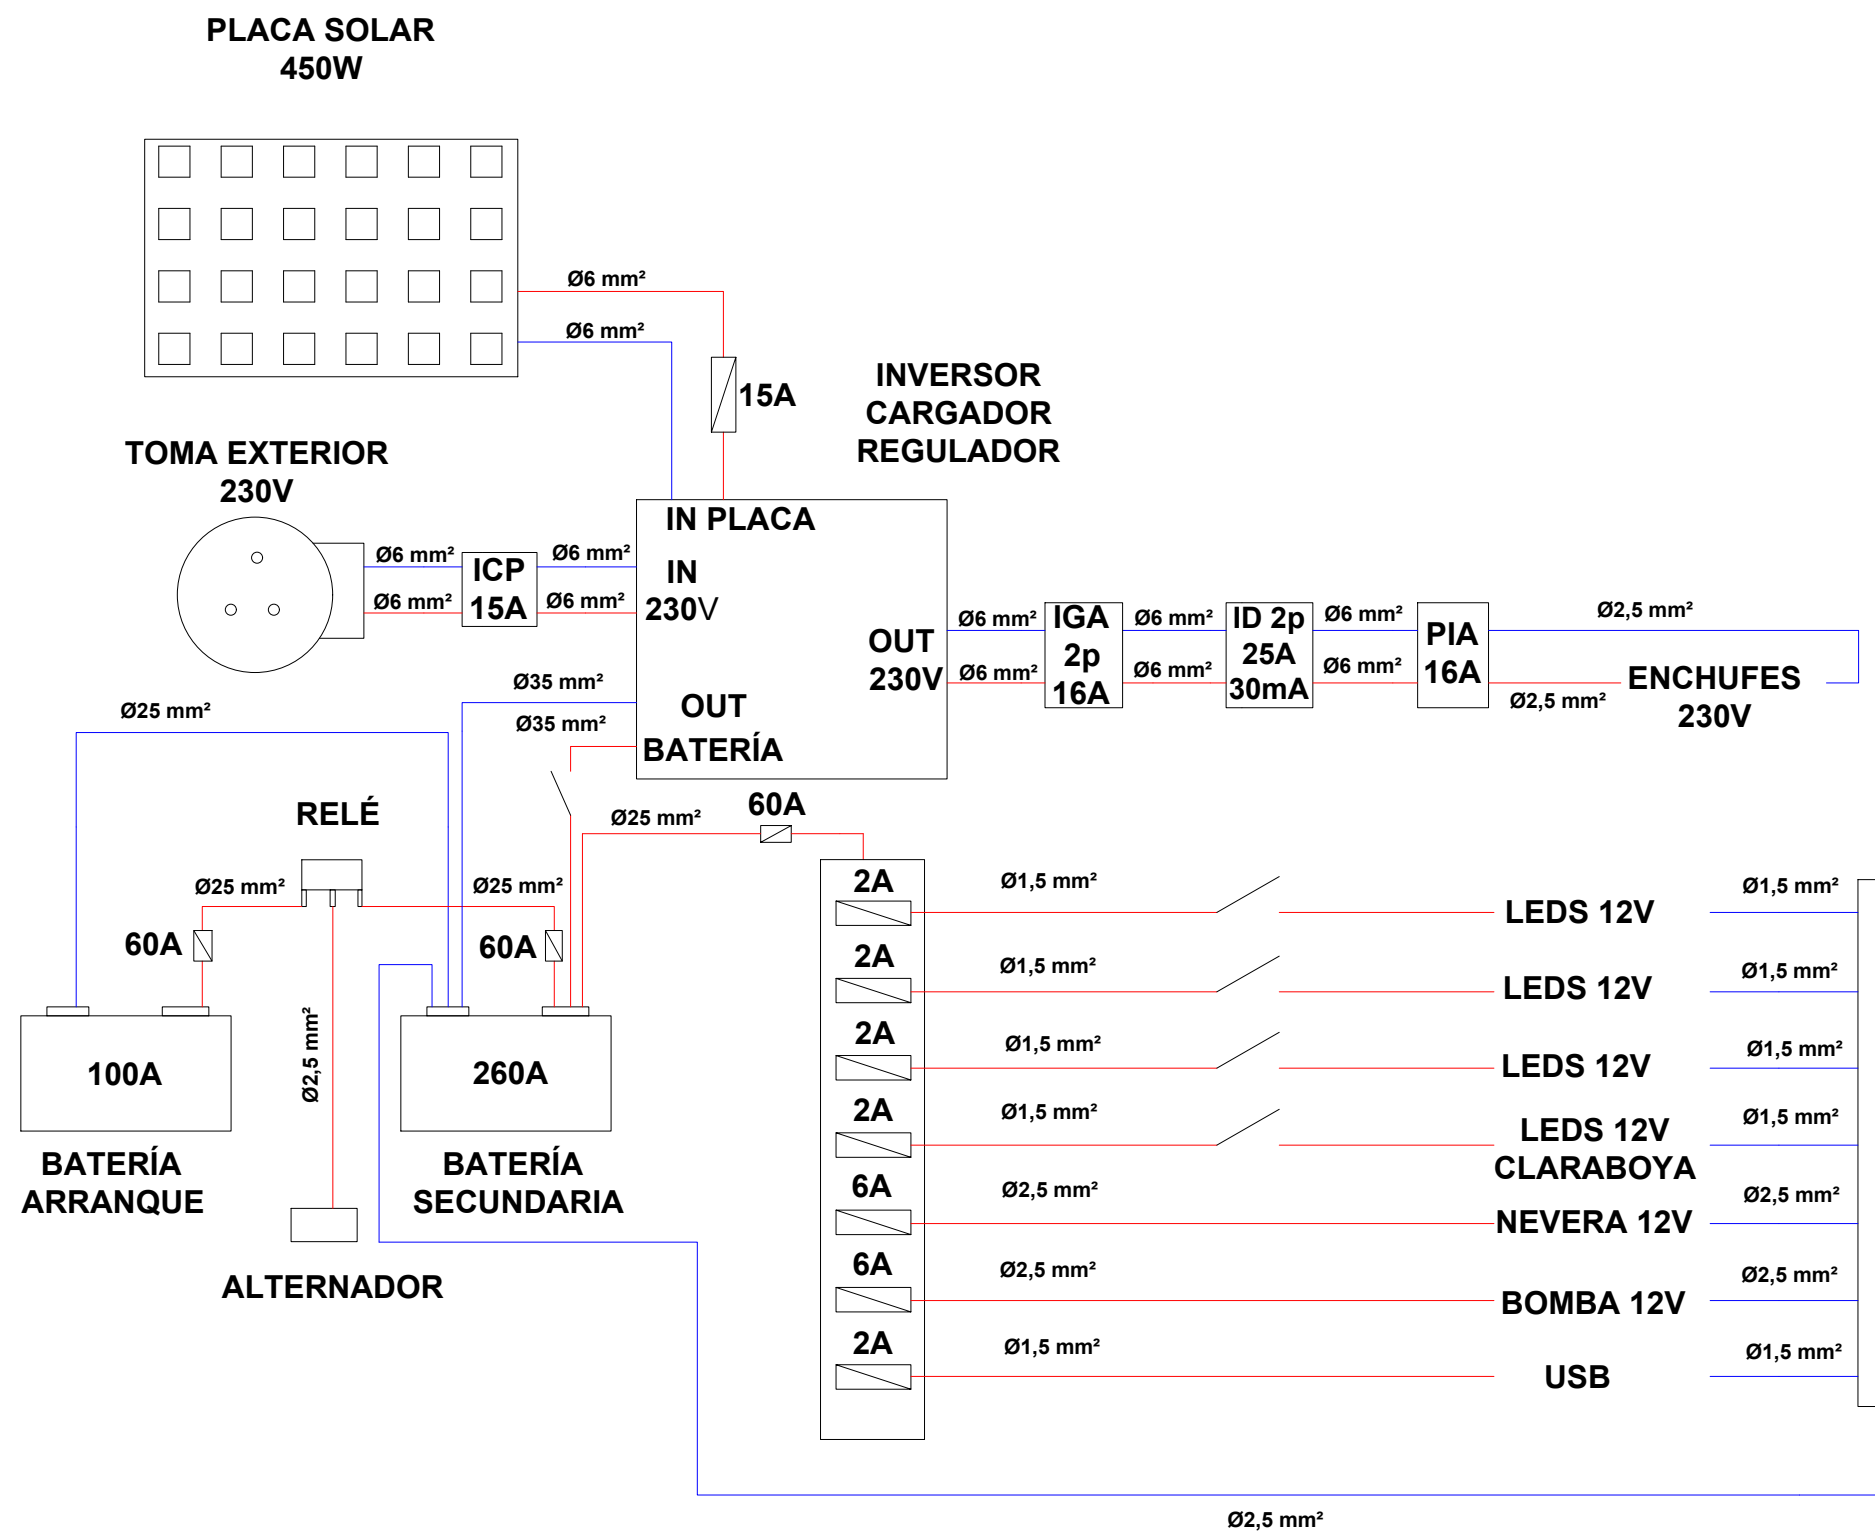 PLACA SOLAR
450W
Ø6 mm²
Ø6 mm²
15A
INVERSOR
CARGADOR
REGULADOR
TOMA EXTERIOR
230V
Ø6 mm²
Ø6 mm²
ICP
15A
Ø6 mm²
Ø6 mm²
IN PLACA
IN
230V
OUT
230V
OUT
BATERÍA
Ø6 mm²
Ø6 mm²
IGA
2p
16A
Ø6 mm²
Ø6 mm²
ID 2p
25A
30mA
Ø6 mm²
Ø6 mm²
PIA
16A
Ø2,5 mm²
Ø2,5 mm²
ENCHUFES
230V
Ø35 mm²
Ø35 mm²
Ø25 mm²
RELÉ
Ø25 mm²
Ø25 mm²
60A
60A
Ø25 mm²
60A
100A
BATERÍA
ARRANQUE
Ø2,5 mm²
ALTERNADOR
260A
BATERÍA
SECUNDARIA
2A
Ø1,5 mm²
LEDS 12V
Ø1,5 mm²
2A
Ø1,5 mm²
LEDS 12V
Ø1,5 mm²
2A
Ø1,5 mm²
LEDS 12V
Ø1,5 mm²
2A
Ø1,5 mm²
LEDS 12V
CLARABOYA
Ø1,5 mm²
6A
Ø2,5 mm²
NEVERA 12V
Ø2,5 mm²
6A
Ø2,5 mm²
BOMBA 12V
Ø2,5 mm²
2A
Ø1,5 mm²
USB
Ø1,5 mm²
Ø2,5 mm²